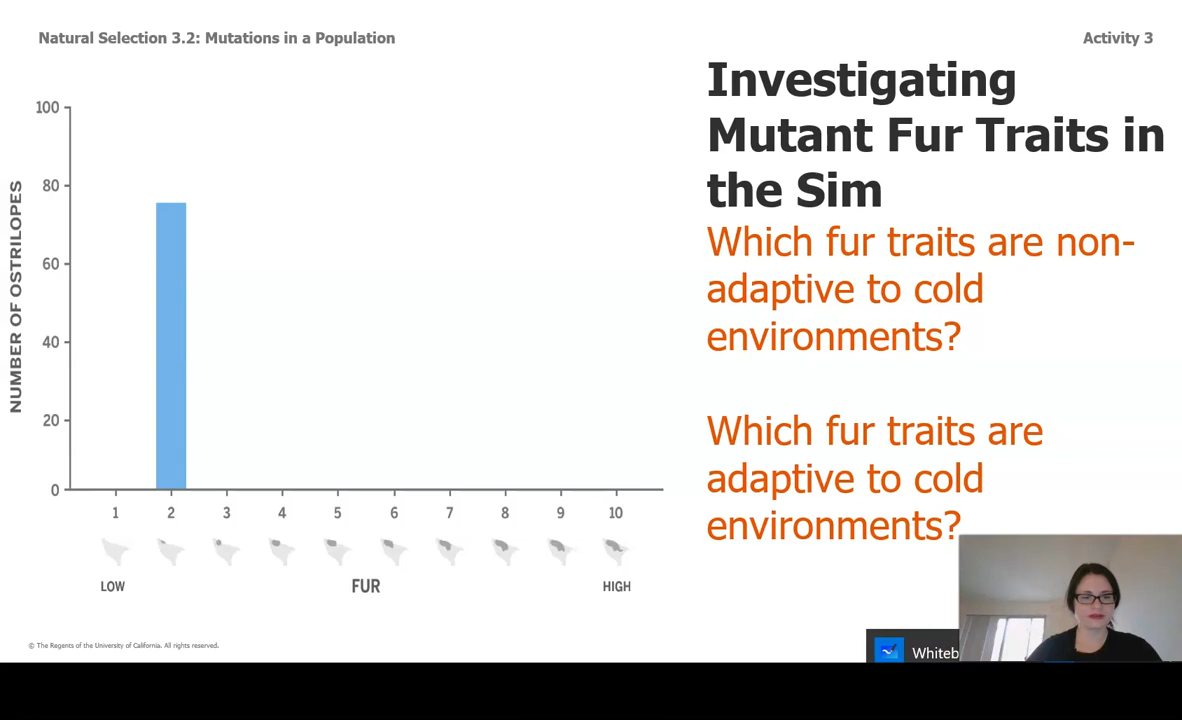 Natural Selection 3.2: Mutations in a Population
Activity 3
Investigating
Mutant Fur Traits in
the Sim
Which fur traits are non-
adaptive to cold
environments?
Which fur traits are
adaptive to cold
environments?
NUMBER OF OSTRILOPES
100
80
60
40
20
0
1 2 3 4 5 6 7 8 9 10
LOW FUR HIGH
© The Regents of the University of California. All rights reserved.
Whiteb